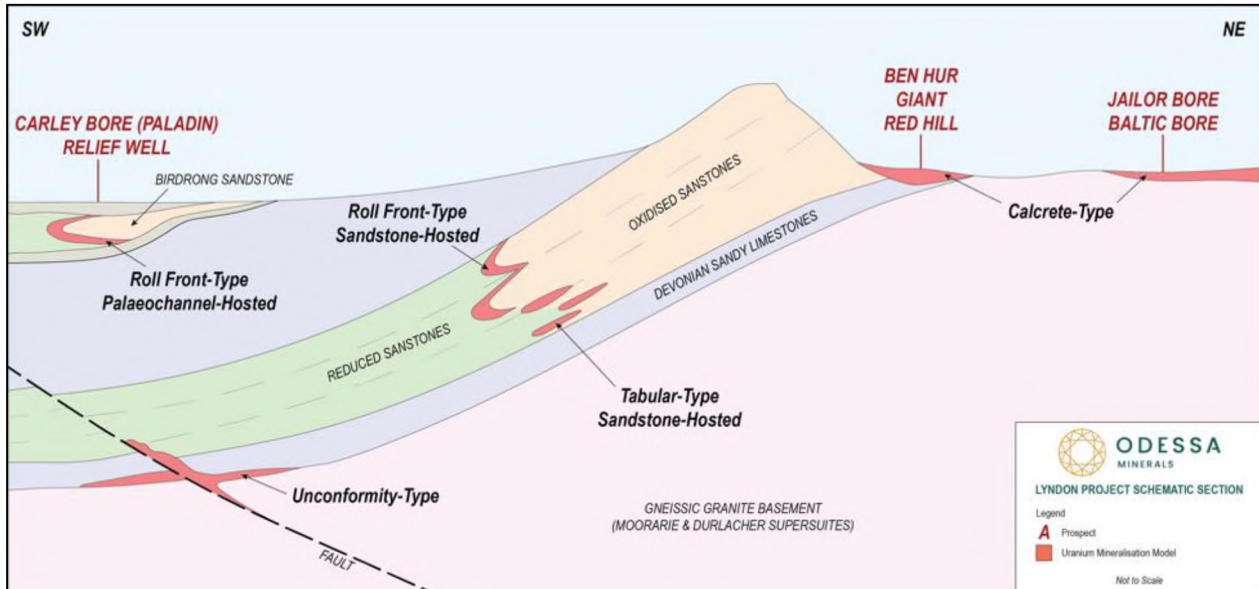 SW
NE
CARLEY BORE (PALADIN)
RELIEF WELL
BIRDRONG SANDSTONE
Roll Front-Type
Palaeochannel-Hosted
Roll Front-Type
Sandstone-Hosted
OXIDISED SANSTONES
BEN HUR
GIANT
RED HILL
JAILOR BORE
BALTIC BORE
Calcrete-Type
DEVONIAN SANDY LIMESTONES
REDUCED SANSTONES
Tabular-Type
Sandstone-Hosted
Unconformity-Type
GNEISSIC GRANITE BASEMENT
(MOORARIE & DURLACHER SUPERSUITES)
FAULT
ODESSA
MINERALS
LYNDON PROJECT SCHEMATIC SECTION
Legend
A Prospect
Uranium Mineralisation Model
Not to Scale